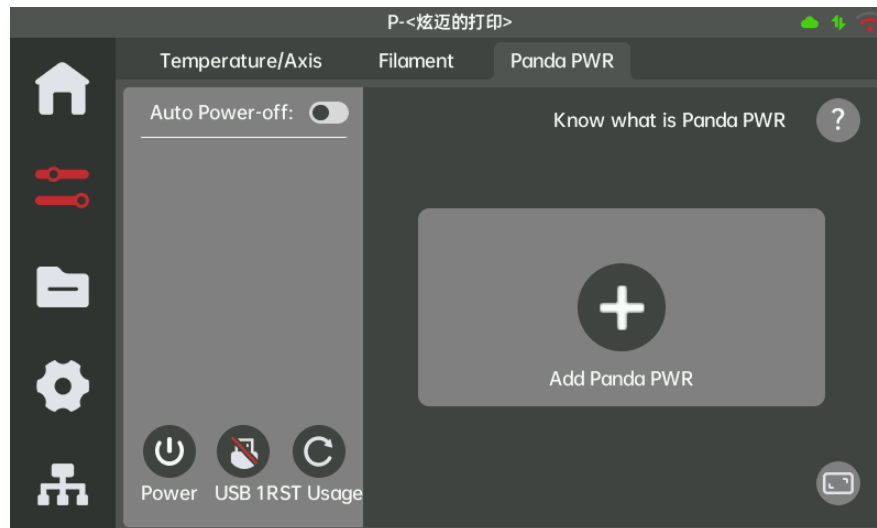 P-<炫迈的打印>
Temperature/Axis Filament Panda PWR
Auto Power-off:
Know what is Panda PWR ?
Add Panda PWR
Power USB 1 RST Usage